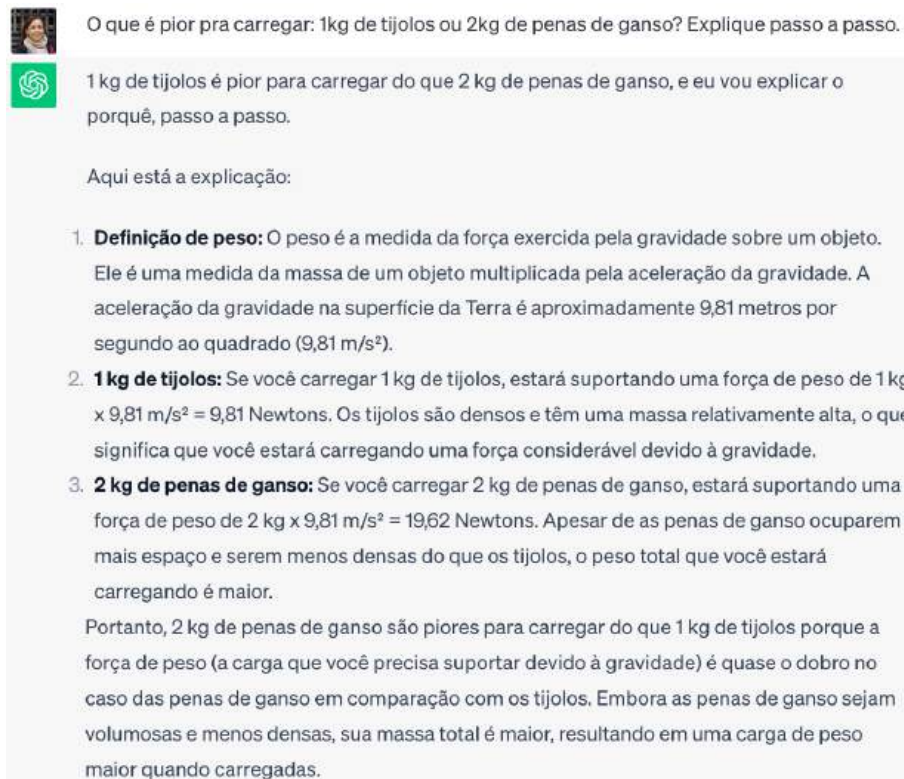 O que é pior pra carregar: 1kg de tijolos ou 2kg de penas de ganso? Explique passo a passo.
1 kg de tijolos é pior para carregar do que 2 kg de penas de ganso, e eu vou explicar o
porquê, passo a passo.
Aqui está a explicação:
1. Definição de peso: O peso é a medida da força exercida pela gravidade sobre um objeto.
Ele é uma medida da massa de um objeto multiplicada pela aceleração da gravidade. A
aceleração da gravidade na superfície da Terra é aproximadamente 9,81 metros por
segundo ao quadrado (9,81 m/s²).
2. 1 kg de tijolos: Se você carregar 1 kg de tijolos, estará suportando uma força de peso de 1 kg
x 9,81 m/s² = 9,81 Newtons. Os tijolos são densos e têm uma massa relativamente alta, o que
significa que você estará carregando uma força considerável devido à gravidade.
3. 2 kg de penas de ganso: Se você carregar 2 kg de penas de ganso, estará suportando uma
força de peso de 2 kg x 9,81 m/s² = 19,62 Newtons. Apesar de as penas de ganso ocuparem
mais espaço e serem menos densas do que os tijolos, o peso total que você estará
carregando é maior.
Portanto, 2 kg de penas de ganso são piores para carregar do que 1 kg de tijolos porque a
força de peso (a carga que você precisa suportar devido à gravidade) é quase o dobro no
caso das penas de ganso em comparação com os tijolos. Embora as penas de ganso sejam
volumosas e menos densas, sua massa total é maior, resultando em uma carga de peso
maior quando carregadas.